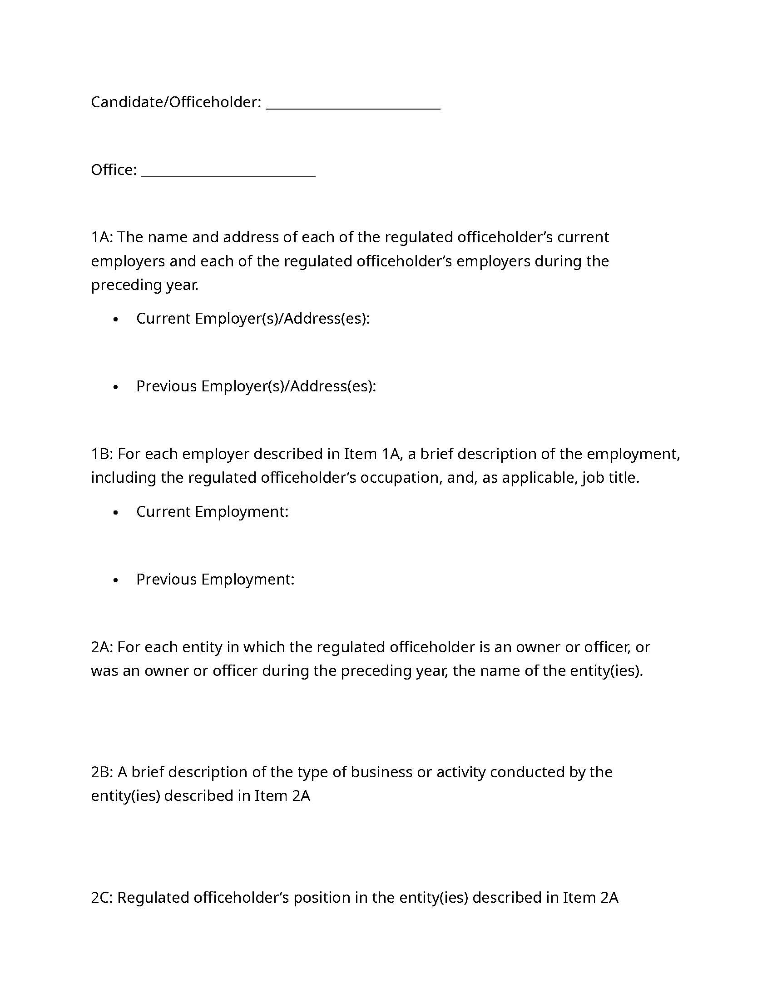 Candidate/Officeholder: ________________________
Office: ________________________
1A: The name and address of each of the regulated officeholder’s current
employers and each of the regulated officeholder’s employers during the
preceding year.
• Current Employer(s)/Address(es):
• Previous Employer(s)/Address(es):
1B: For each employer described in Item 1A, a brief description of the employment,
including the regulated officeholder’s occupation, and, as applicable, job title.
• Current Employment:
• Previous Employment:
2A: For each entity in which the regulated officeholder is an owner or officer, or
was an owner or officer during the preceding year, the name of the entity(ies).
2B: A brief description of the type of business or activity conducted by the
entity(ies) described in Item 2A
2C: Regulated officeholder’s position in the entity(ies) described in Item 2A